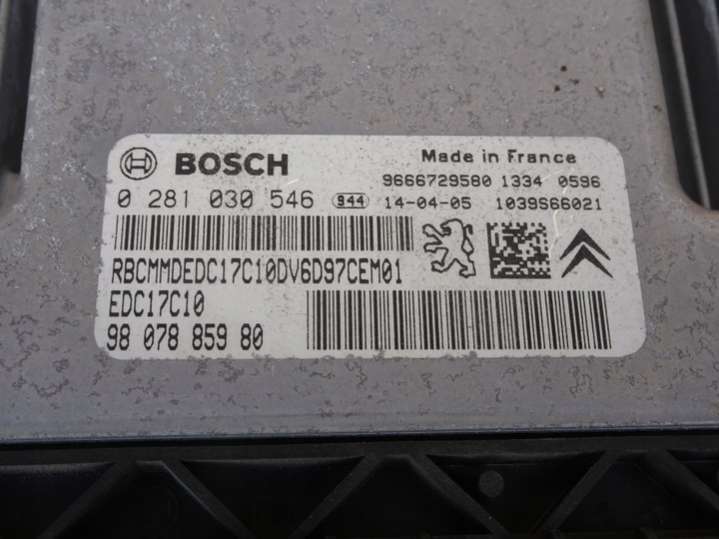 BOSCH
Made in France
9666729580 1334 0596
0 281 030 546 944 14-04-05 1039S66021
RBCMMDEDC17C10DV6D97CEM01
EDC17C10
98 078 859 80